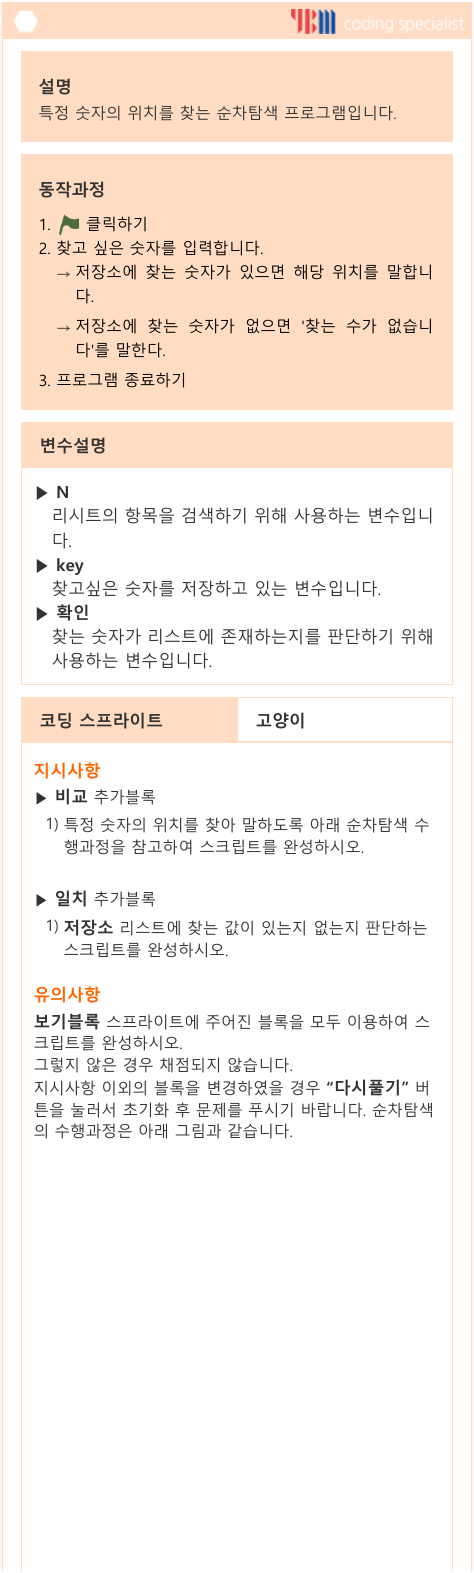 YBM coding specialist
설명
특정 숫자의 위치를 찾는 순차탐색 프로그램입니다.
동작과정
1. 클릭하기
2. 찾고 싶은 숫자를 입력합니다.
→ 저장소에 찾는 숫자가 있으면 해당 위치를 말합니
다.
→ 저장소에 찾는 숫자가 없으면 '찾는 수가 없습니
다'를 말한다.
3. 프로그램 종료하기
변수설명
▶ N
리시트의 항목을 검색하기 위해 사용하는 변수입니
다.
▶ key
찾고싶은 숫자를 저장하고 있는 변수입니다.
▶ 확인
찾는 숫자가 리스트에 존재하는지를 판단하기 위해
사용하는 변수입니다.
코딩 스프라이트 고양이
지시사항
▶ 비교 추가블록
1) 특정 숫자의 위치를 찾아 말하도록 아래 순차탐색 수
행과정을 참고하여 스크립트를 완성하시오.
▶ 일치 추가블록
1) 저장소 리스트에 찾는 값이 있는지 없는지 판단하는
스크립트를 완성하시오.
유의사항
보기블록 스프라이트에 주어진 블록을 모두 이용하여 스
크립트를 완성하시오.
그렇지 않은 경우 채점되지 않습니다.
지시사항 이외의 블록을 변경하였을 경우 “다시풀기” 버
튼을 눌러서 초기화 후 문제를 푸시기 바랍니다. 순차탐색
의 수행과정은 아래 그림과 같습니다.